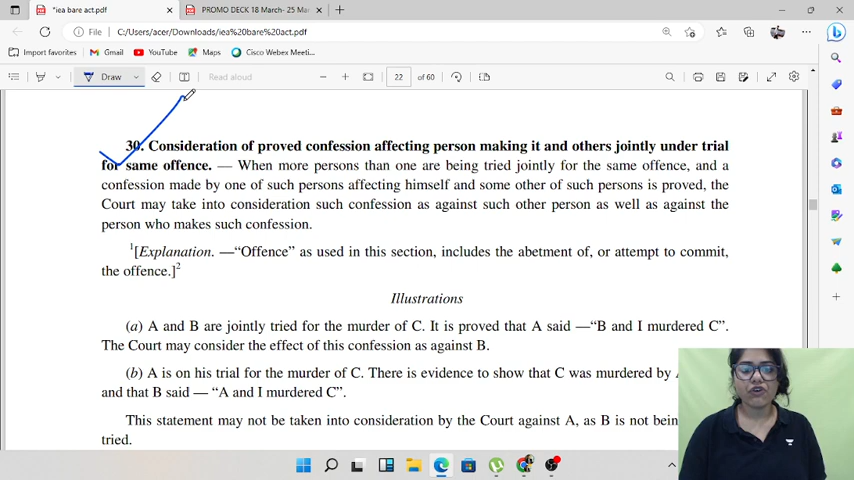 *iea bare act.pdf
PROMO DECK 18 March- 25 Mar
File
C:/Users/acer/Downloads/iea%20bare%20act.pdf
Import favorites
Gmail
YouTube
Maps
Cisco Webex Meeting...
Draw
Read aloud
22
of 60
30. Consideration of proved confession affecting person making it and others jointly under trial
for same offence. — When more persons than one are being tried jointly for the same offence, and a
confession made by one of such persons affecting himself and some other of such persons is proved, the
Court may take into consideration such confession as against such other person as well as against the
person who makes such confession.
1[Explanation. —“Offence” as used in this section, includes the abetment of, or attempt to commit,
the offence.]2
Illustrations
(a) A and B are jointly tried for the murder of C. It is proved that A said —“B and I murdered C”.
The Court may consider the effect of this confession as against B.
(b) A is on his trial for the murder of C. There is evidence to show that C was murdered by
and that B said — “A and I murdered C”.
This statement may not be taken into consideration by the Court against A, as B is not
tried.